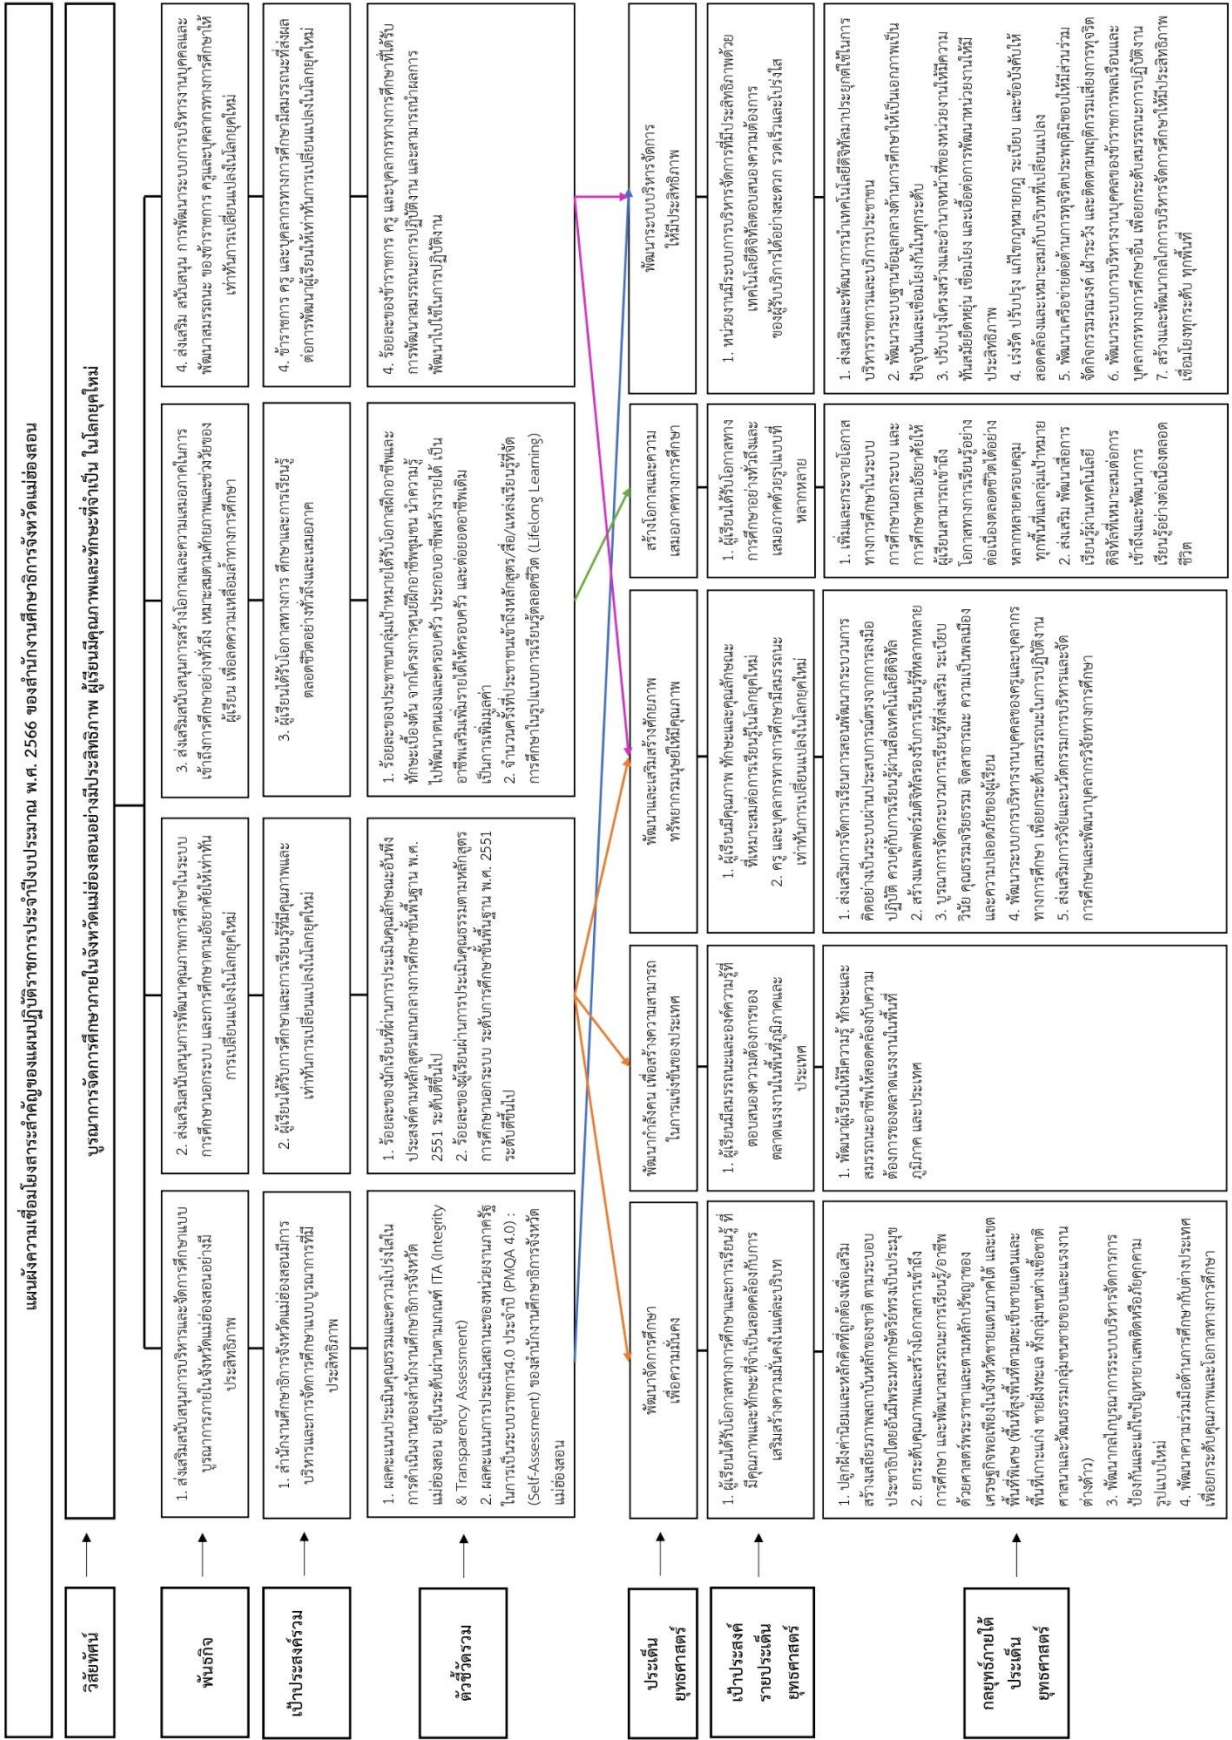 แผนผังความเชื่อมโยงสาระสำคัญของแผนปฏิบัติราชการประจำปีงบประมาณ พ.ศ. 2566 ของสำนักงานศึกษาธิการจังหวัดแม่ฮ่องสอน
วิสัยทัศน์
บูรณาการจัดการศึกษาภายในจังหวัดแม่ฮ่องสอนอย่างมีประสิทธิภาพ ผู้เรียนมีคุณภาพและทักษะที่จำเป็น ในโลกยุคใหม่
พันธกิจ
1. ส่งเสริมสนับสนุนการบริหารและจัดการศึกษาแบบ
บูรณาการภายในจังหวัดแม่ฮ่องสอนอย่างมี
ประสิทธิภาพ
2. ส่งเสริมสนับสนุนการพัฒนาคุณภาพการศึกษาในระบบ
การศึกษานอกระบบ และการศึกษาตามอัธยาศัยให้เท่าทัน
การเปลี่ยนแปลงในโลกยุคใหม่
3. ส่งเสริมสนับสนุนการสร้างโอกาสและความเสมอภาคในการ
เข้าถึงการศึกษาอย่างทั่วถึง เหมาะสมตามศักยภาพและช่วงวัยของ
ผู้เรียน เพื่อลดความเหลื่อมล้ำทางการศึกษา
4. ส่งเสริม สนับสนุน การพัฒนาระบบการบริหารงานบุคคลและ
พัฒนาสมรรถนะ ของข้าราชการ ครูและบุคลากรทางการศึกษาให้
เท่าทันการเปลี่ยนแปลงในโลกยุคใหม่
เป้าประสงค์รวม
1. สำนักงานศึกษาธิการจังหวัดแม่ฮ่องสอนมีการ
บริหารและการจัดการศึกษาแบบบูรณาการที่มี
ประสิทธิภาพ
2. ผู้เรียนได้รับการศึกษาและการเรียนรู้ที่มีคุณภาพและ
เท่าทันการเปลี่ยนแปลงในโลกยุคใหม่
3. ผู้เรียนได้รับโอกาสทางการ ศึกษาและการเรียนรู้
ตลอดชีวิตอย่างทั่วถึงและเสมอภาค
4. ข้าราชการ ครู และบุคลากรทางการศึกษามีสมรรถนะที่ส่งผล
ต่อการพัฒนาผู้เรียนให้เท่าทันการเปลี่ยนแปลงในโลกยุคใหม่
ตัวชี้วัดรวม
1. ผลคะแนนประเมินคุณธรรมและความโปร่งใสใน
การดำเนินงานของสำนักงานศึกษาธิการจังหวัด
แม่ฮ่องสอน อยู่ในระดับผ่านตามเกณฑ์ ITA (Integrity
& Transparency Assessment)
2. ผลคะแนนการประเมินสถานะของหน่วยงานภาครัฐ
ในการเป็นระบบราชการ4.0 ประจำปี (PMQA 4.0) :
(Self-Assessment) ของสำนักงานศึกษาธิการจังหวัด
แม่ฮ่องสอน
1. ร้อยละของนักเรียนที่ผ่านการประเมินคุณลักษณะอันพึง
ประสงค์ตามหลักสูตรแกนกลางการศึกษาขั้นพื้นฐาน พ.ศ.
2551 ระดับดีขึ้นไป
2. ร้อยละของผู้เรียนผ่านการประเมินคุณธรรมตามหลักสูตร
การศึกษานอกระบบ ระดับการศึกษาขั้นพื้นฐาน พ.ศ. 2551
ระดับดีขึ้นไป
1. ร้อยละของประชาชนกลุ่มเป้าหมายได้รับโอกาสฝึกอาชีพและ
ทักษะเบื้องต้น จากโครงการศูนย์ฝึกอาชีพชุมชน นำความรู้
ไปพัฒนาตนเองและครอบครัว ประกอบอาชีพสร้างรายได้ เป็น
อาชีพเสริมเพิ่มรายได้ให้ครอบครัว และต่อยอดอาชีพเดิม
เป็นการเพิ่มมูลค่า
2. จำนวนครั้งที่ประชาชนเข้าถึงหลักสูตร/สื่อ/แหล่งเรียนรู้ที่จัด
การศึกษาในรูปแบบการเรียนรู้ตลอดชีวิต (Lifelong Learning)
4. ร้อยละของข้าราชการ ครู และบุคลากรทางการศึกษาที่ได้รับ
การพัฒนาสมรรถนะการปฏิบัติงาน และสามารถนำผลการ
พัฒนาไปใช้ในการปฏิบัติงาน
ประเด็น
ยุทธศาสตร์
พัฒนาจัดการศึกษา
เพื่อความมั่นคง
พัฒนากำลังคน เพื่อสร้างความสามารถ
ในการแข่งขันของประเทศ
พัฒนาและเสริมสร้างศักยภาพ
ทรัพยากรมนุษย์ให้มีคุณภาพ
สร้างโอกาสและความ
เสมอภาคทางการศึกษา
พัฒนาระบบบริหารจัดการ
ให้มีประสิทธิภาพ
เป้าประสงค์
รายประเด็น
ยุทธศาสตร์
1. ผู้เรียนได้รับโอกาสทางการศึกษาและการเรียนรู้ ที่
มีคุณภาพและทักษะที่จำเป็นสอดคล้องกับการ
เสริมสร้างความมั่นคงในแต่ละบริบท
1. ผู้เรียนมีสมรรถนะและองค์ความรู้ที่
ตอบสนองความต้องการของ
ตลาดแรงงานในพื้นที่ภูมิภาคและ
ประเทศ
1. ผู้เรียนมีคุณภาพ ทักษะและคุณลักษณะ
ที่เหมาะสมต่อการเรียนรู้ในโลกยุคใหม่
2. ครู และบุคลากรทางการศึกษามีสมรรถนะ
เท่าทันการเปลี่ยนแปลงในโลกยุคใหม่
1. ผู้เรียนได้รับโอกาสทาง
การศึกษาอย่างทั่วถึงและ
เสมอภาคด้วยรูปแบบที่
หลากหลาย
1. หน่วยงานมีระบบการบริหารจัดการที่มีประสิทธิภาพด้วย
เทคโนโลยีดิจิทัลตอบสนองความต้องการ
ของผู้รับบริการได้อย่างสะดวก รวดเร็วและโปร่งใส
กลยุทธ์ภายใต้
ประเด็น
ยุทธศาสตร์
1. ปลูกฝังค่านิยมและหลักคิดที่ถูกต้องเพื่อเสริม
สร้างเสถียรภาพสถาบันหลักของชาติ ตามระบอบ
ประชาธิปไตยอันมีพระมหากษัตริย์ทรงเป็นประมุข
2. ยกระดับคุณภาพและสร้างโอกาสการเข้าถึง
การศึกษา และพัฒนาสมรรถนะการเรียนรู้/อาชีพ
ด้วยศาสตร์พระราชาและตามหลักปรัชญาของ
เศรษฐกิจพอเพียงในจังหวัดชายแดนภาคใต้ และเขต
พื้นที่พิเศษ (พื้นที่สูงพื้นที่ตามตะเข็บชายแดนและ
พื้นที่เกาะแก่ง ชายฝั่งทะเล ทั้งกลุ่มชนต่างเชื้อชาติ
ศาสนาและวัฒนธรรมกลุ่มชนชายขอบและแรงงาน
ต่างด้าว)
3. พัฒนากลไกบูรณาการระบบบริหารจัดการการ
ป้องกันและแก้ไขปัญหายาเสพติดหรือภัยคุกคาม
รูปแบบใหม่
4. พัฒนาความร่วมมือด้านการศึกษากับต่างประเทศ
เพื่อยกระดับคุณภาพและโอกาสทางการศึกษา
1. พัฒนาผู้เรียนให้มีความรู้ ทักษะและ
สมรรถนะอาชีพให้สอดคล้องกับความ
ต้องการของตลาดแรงงานในพื้นที่
ภูมิภาค และประเทศ
1. ส่งเสริมการจัดการเรียนการสอนพัฒนากระบวนการ
คิดอย่างเป็นระบบผ่านประสบการณ์ตรงจากการลงมือ
ปฏิบัติ ควบคู่กับการเรียนรู้ผ่านสื่อเทคโนโลยีดิจิทัล
2. สร้างแพลตฟอร์มดิจิทัลรองรับการเรียนรู้ที่หลากหลาย
3. บูรณาการจัดกระบวนการเรียนรู้ที่ส่งเสริม ระเบียบ
วินัย คุณธรรมจริยธรรม จิตสาธารณะ ความเป็นพลเมือง
และความปลอดภัยของผู้เรียน
4. พัฒนาระบบการบริหารงานบุคคลของครูและบุคลากร
ทางการศึกษา เพื่อยกระดับสมรรถนะในการปฏิบัติงาน
5. ส่งเสริมการวิจัยและนวัตกรรมการบริหารและจัด
การศึกษาและพัฒนาบุคลากรวิจัยทางการศึกษา
1. เพิ่มและกระจายโอกาส
ทางการศึกษาในระบบ
การศึกษานอกระบบ และ
การศึกษาตามอัธยาศัยให้
ผู้เรียนสามารถเข้าถึง
โอกาสทางการเรียนรู้อย่าง
ต่อเนื่องตลอดชีวิตได้อย่าง
หลากหลายครอบคลุม
ทุกพื้นที่แลกลุ่มเป้าหมาย
2. ส่งเสริม พัฒนาสื่อการ
เรียนรู้ผ่านเทคโนโลยี
ดิจิทัลที่เหมาะสมต่อการ
เข้าถึงและพัฒนาการ
เรียนรู้อย่างต่อเนื่องตลอด
ชีวิต
1. ส่งเสริมและพัฒนาการนำเทคโนโลยีดิจิทัลมาประยุกต์ใช้ในการ
บริหารราชการและบริการประชาชน
2. พัฒนาระบบฐานข้อมูลกลางด้านการศึกษาให้เป็นเอกภาพเป็น
ปัจจุบันและเชื่อมโยงกันในทุกระดับ
3. ปรับปรุงโครงสร้างและอำนาจหน้าที่ของหน่วยงานให้มีความ
ทันสมัยยืดหยุ่น เชื่อมโยง และเอื้อต่อการพัฒนาหน่วยงานให้มี
ประสิทธิภาพ
4. เร่งรัด ปรับปรุง แก้ไขกฎหมายกฎ ระเบียบ และข้อบังคับให้
สอดคล้องและเหมาะสมกับบริบทที่เปลี่ยนแปลง
5. พัฒนาเครือข่ายต่อต้านการทุจริตประพฤติมิชอบให้มีส่วนร่วม
จัดกิจกรรมรณรงค์ เฝ้าระวัง และติดตามพฤติกรรมเสี่ยงการทุจริต
6. พัฒนาระบบการบริหารงานบุคคลของข้าราชการพลเรือนและ
บุคลากรทางการศึกษาอื่น เพื่อยกระดับสมรรถนะการปฏิบัติงาน
7. สร้างและพัฒนากลไกการบริหารจัดการศึกษาให้มีประสิทธิภาพ
เชื่อมโยงทุกระดับ ทุกพื้นที่